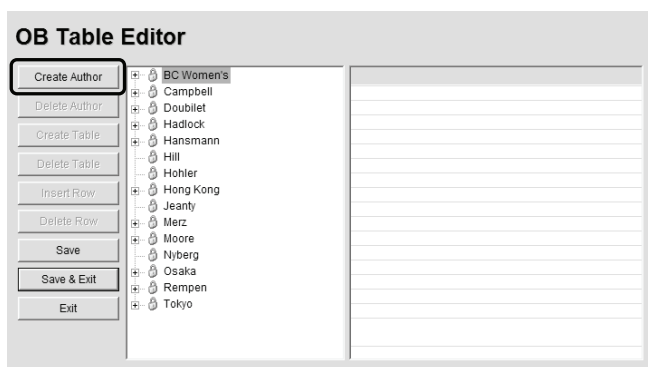 OB Table Editor
Create Author
Delete Author
Create Table
Delete Table
Insert Row
Delete Row
Save
Save & Exit
Exit
BC Women's
Campbell
Doubilet
Hadlock
Hansmann
Hill
Hohler
Hong Kong
Jeanty
Merz
Moore
Nyberg
Osaka
Rempen
Tokyo